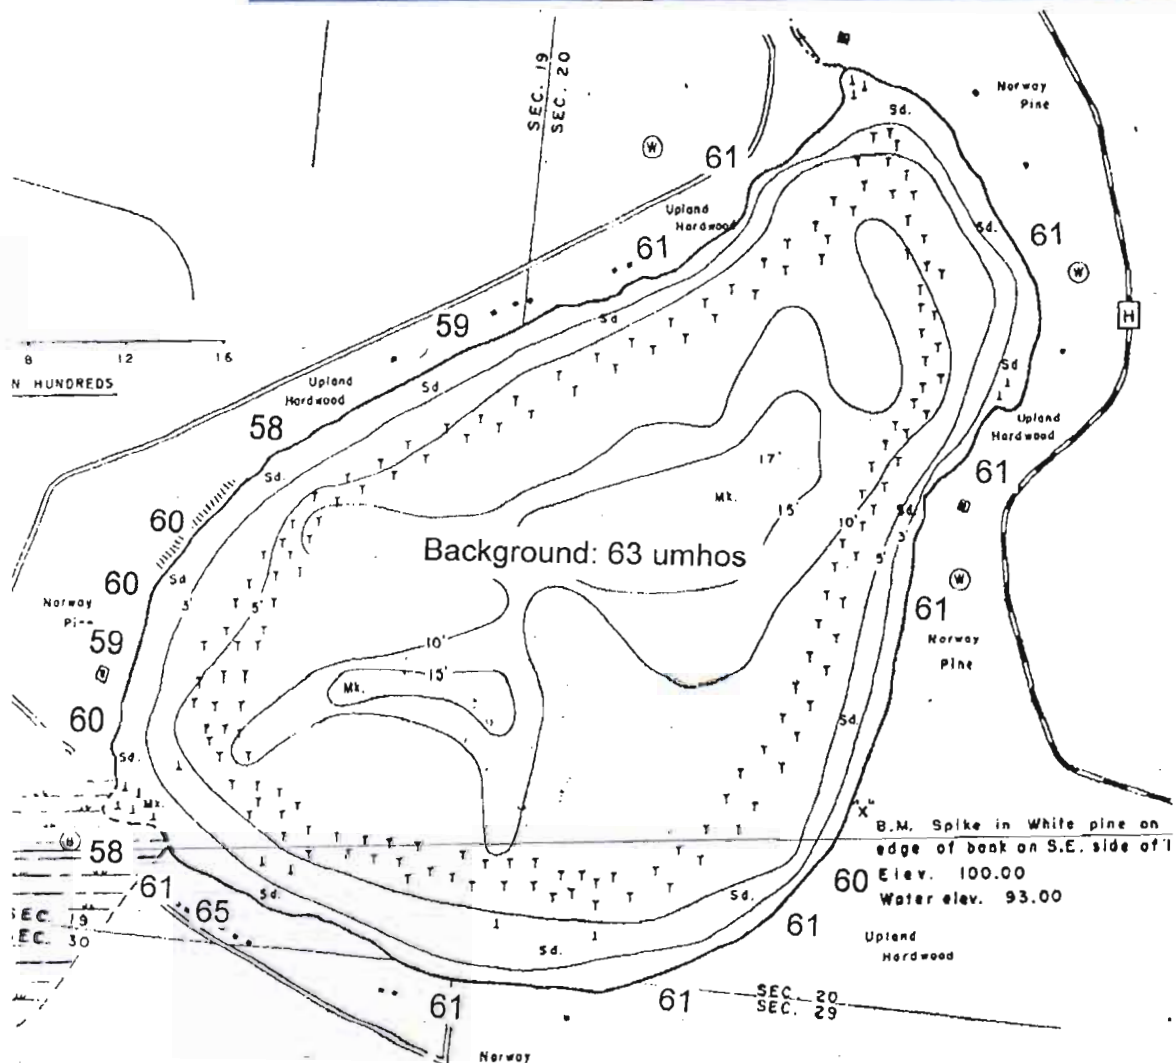 SEC. 19
SEC. 20
Norway
Pine
Sd.
W
61
Upland
Hardwood
61
Sd.
61
W
H
59
Sd
8 12 16
N HUNDREDS
Upland
Hardwood
Sd.
Sd
Upland
Hardwood
58
17'
61
Sd.
Mk.
15'
60
Sd.
10'
3'
Background: 63 umhos
5'
60
Sd
W
3'
5'
61
Norway
59
10'
Norway
Pine
15'
Mk.
60
Sd.
Sd.
Mk.
"X"
B.M. Spike in White pine on
edge of bank on S.E. side of
Elev. 100.00
Water elev. 93.00
58
60
61
Sd.
Sd.
65
61
SEC. 19
SEC. 30
Upland
Hardwood
Sd.
61
61
SEC. 20
SEC. 29
Norway